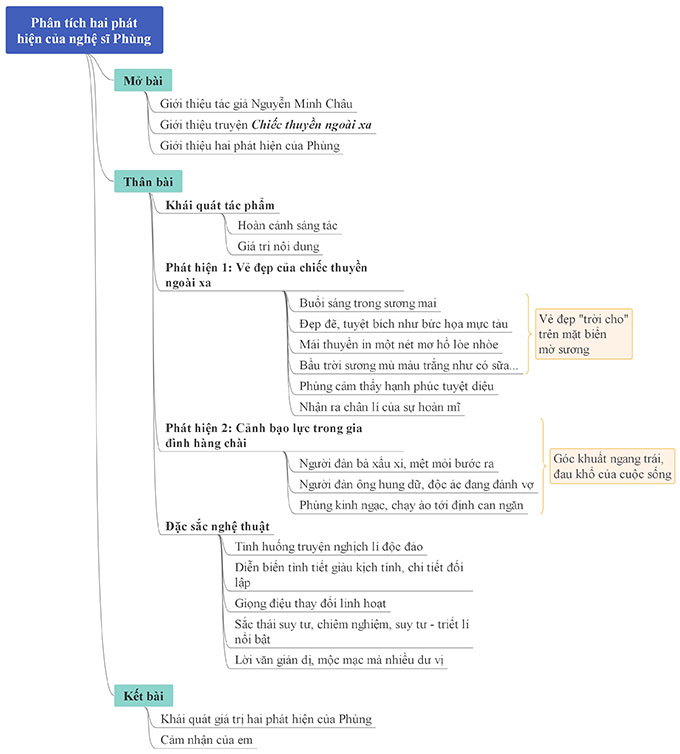 Phân tích hai phát
hiện của nghệ sĩ Phùng
Mở bài
Giới thiệu tác giả Nguyễn Minh Châu
Giới thiệu truyện Chiếc thuyền ngoài xa
Giới thiệu hai phát hiện của Phùng
Thân bài
Khái quát tác phẩm
Hoàn cảnh sáng tác
Giá trị nội dung
Phát hiện 1: Vẻ đẹp của chiếc thuyền
ngoài xa
Buổi sáng trong sương mai
Đẹp đẽ, tuyệt bích như bức họa mực tàu
Mái thuyền in một nét mơ hồ lòe nhòe
Bầu trời sương mù màu trắng như có sữa...
Phùng cảm thấy hạnh phúc tuyệt diệu
Nhận ra chân lí của sự hoàn mĩ
Vẻ đẹp "trời cho"
trên mặt biển
mờ sương
Phát hiện 2: Cảnh bạo lực trong gia
đình hàng chài
Người đàn bà xấu xí, mệt mỏi bước ra
Người đàn ông hung dữ, độc ác đang đánh vợ
Phùng kinh ngạc, chạy ào tới định can ngăn
Góc khuất ngang trái,
đau khổ của cuộc sống
Đặc sắc nghệ thuật
Tình huống truyện nghịch lí độc đáo
Diễn biến tình tiết giàu kịch tính, chi tiết đối
lập
Giọng điệu thay đổi linh hoạt
Sắc thái suy tư, chiêm nghiệm, suy tư - triết lí
nổi bật
Lời văn giản dị, mộc mạc mà nhiều dư vị
Kết bài
Khái quát giá trị hai phát hiện của Phùng
Cảm nhận của em